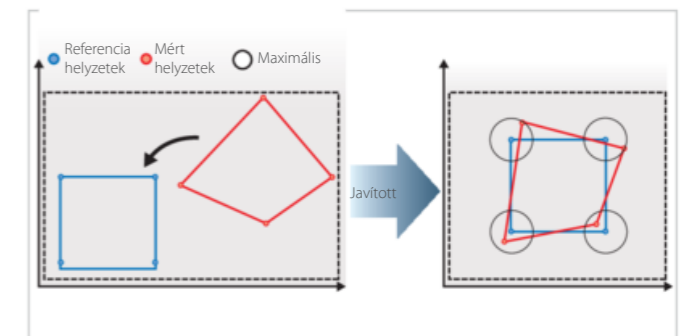 Referencia
helyzetek
Mért
helyzetek
Maximális
Javított